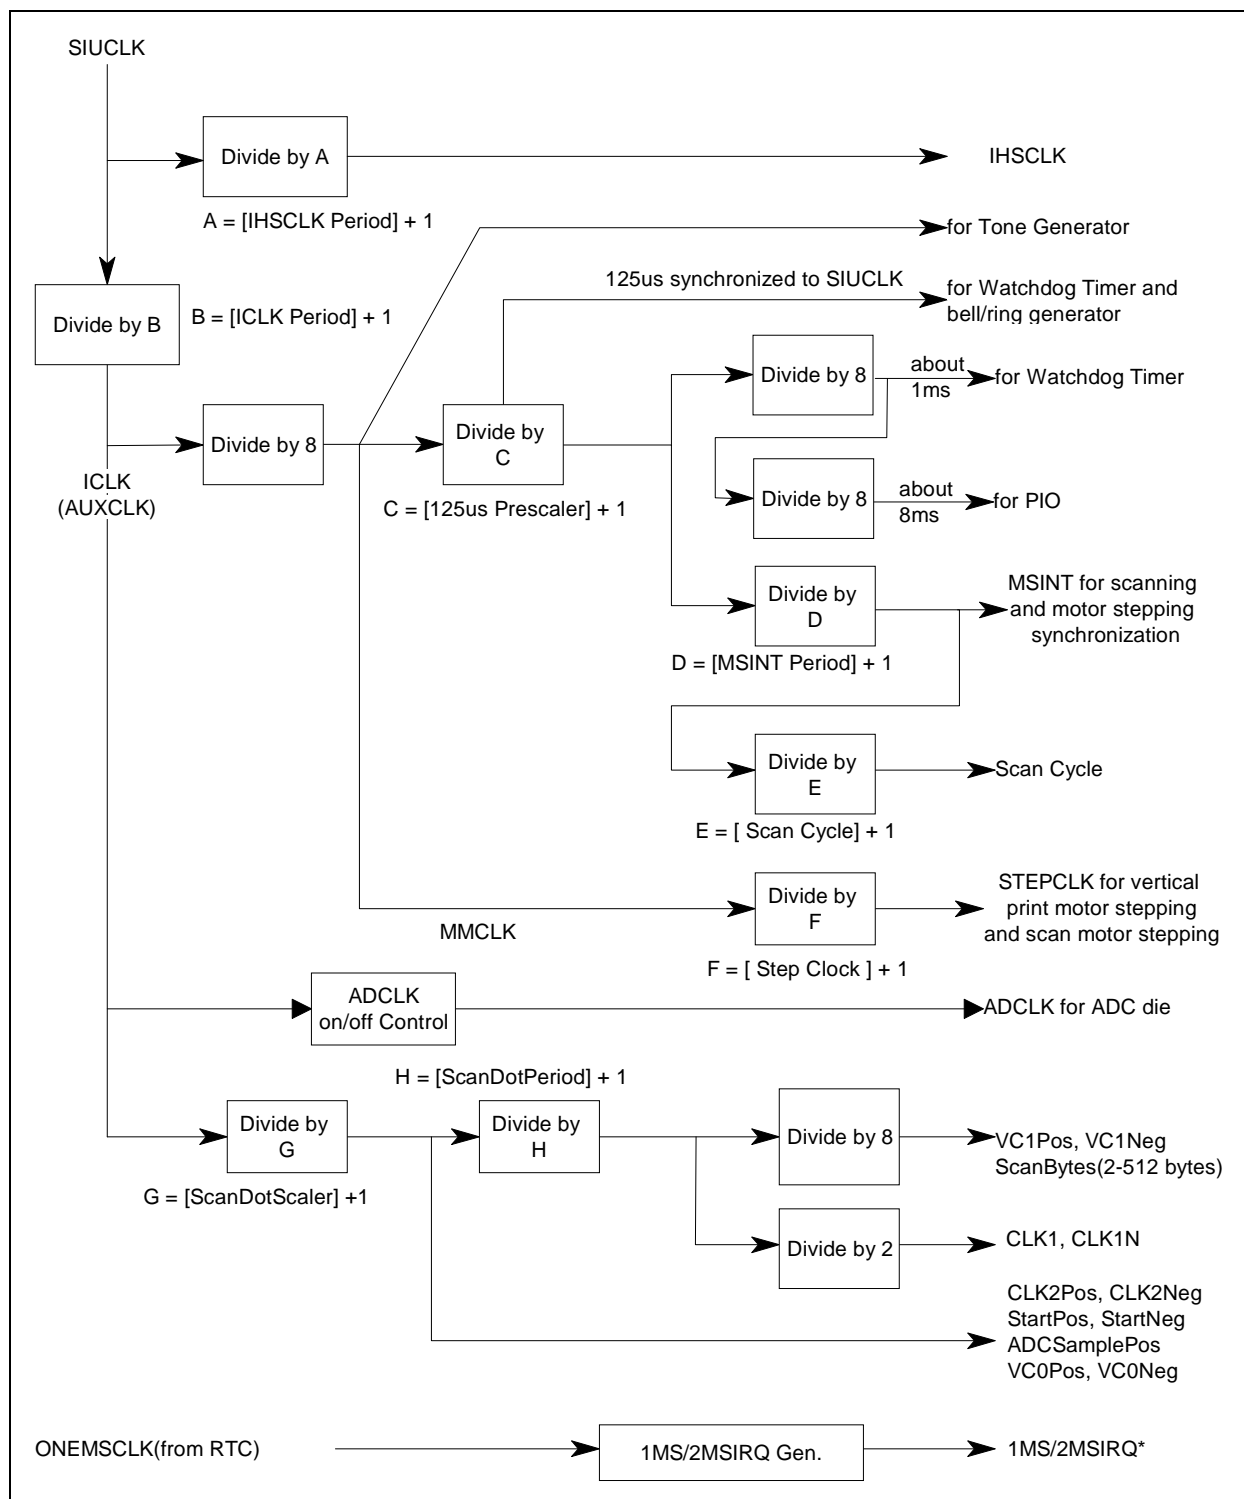 SIUCLK
Divide by A
IHSCLK
A = [IHSCLK Period] + 1
for Tone Generator
125us synchronized to SIUCLK
for Watchdog Timer and
bell/ring generator
Divide by B
B = [ICLK Period] + 1
Divide by 8
about
1ms
for Watchdog Timer
Divide by 8
Divide by
C
ICLK
(AUXCLK)
C = [125us Prescaler] + 1
Divide by 8
about
8ms
for PIO
Divide by
D
MSINT for scanning
and motor stepping
synchronization
D = [MSINT Period] + 1
Divide by
E
Scan Cycle
E = [ Scan Cycle] + 1
MMCLK
Divide by
F
STEPCLK for vertical
print motor stepping
and scan motor stepping
F = [ Step Clock ] + 1
ADCLK
on/off Control
ADCLK for ADC die
H = [ScanDotPeriod] + 1
Divide by
G
Divide by
H
Divide by 8
VC1Pos, VC1Neg
ScanBytes(2-512 bytes)
G = [ScanDotScaler] +1
Divide by 2
CLK1, CLK1N
CLK2Pos, CLK2Neg
StartPos, StartNeg
ADCSamplePos
VC0Pos, VC0Neg
ONEMSCLK(from RTC)
1MS/2MSIRQ Gen.
1MS/2MSIRQ*